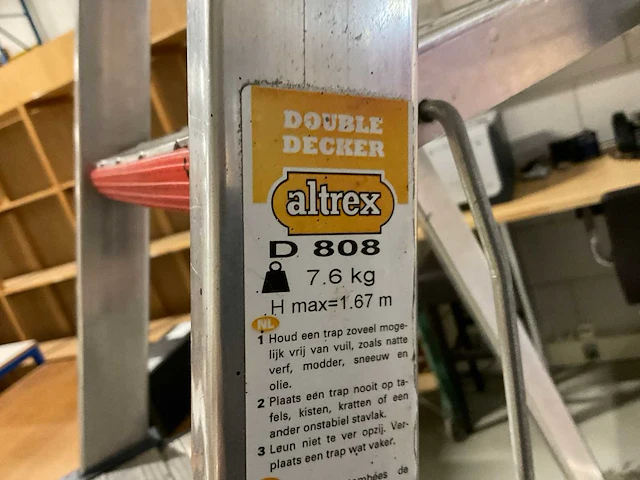 DOUBLE
DECKER
altrex
D 808
7.6 kg
H max=1.67 m
NL
1 Houd een trap zoveel moge-
lijk vrij van vuil, zoals natte
verf, modder, sneeuw en
olie.
2 Plaats een trap nooit op ta-
fels, kisten, kratten of een
ander onstabiel stavlak.
3 Leun niet te ver opzij. Ver-
plaats een trap wat vaker.
de